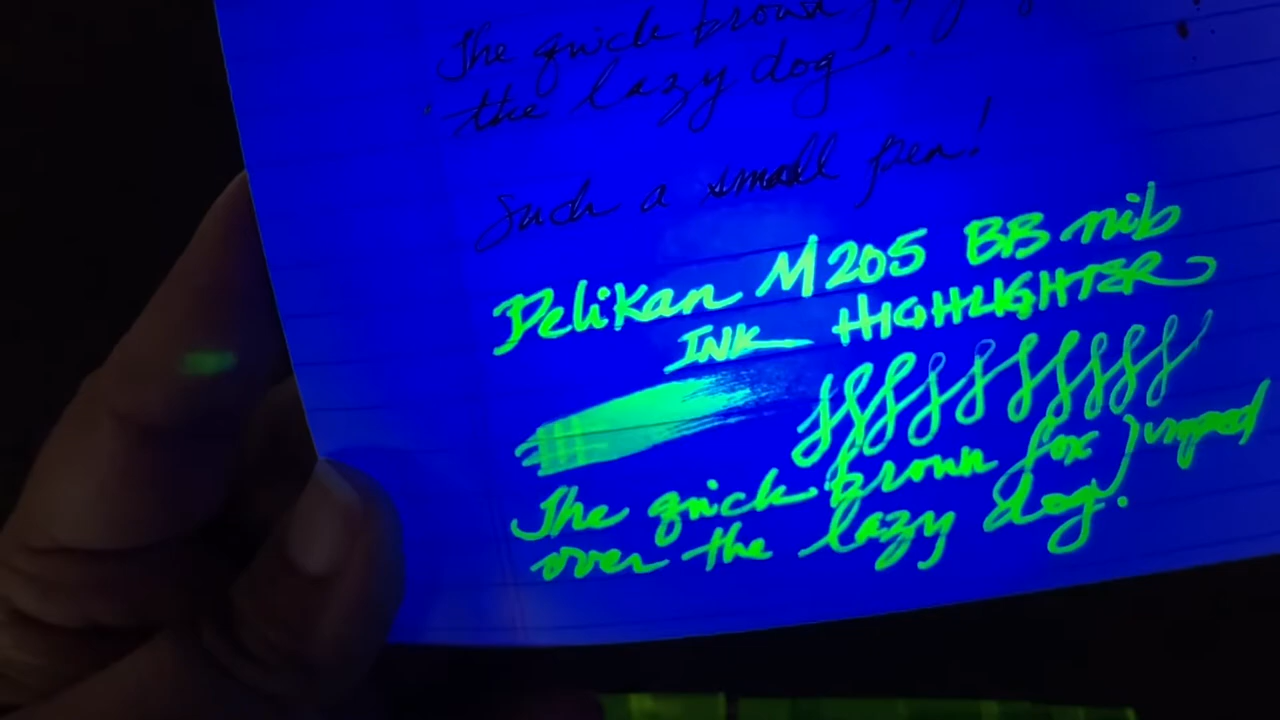 The quick brown
the lazy dog
Such a small pen!
Pelikan M205 BB nib
INK HIGHLIGHTER
The quick brown fox jumped
over the lazy dog.